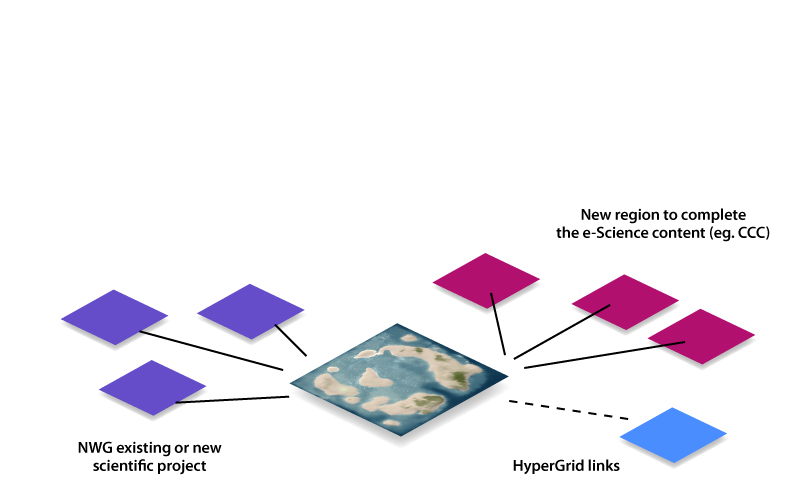 New region to complete
the e-Science content (eg. CCC)
NWG existing or new
scientific project
HyperGrid links